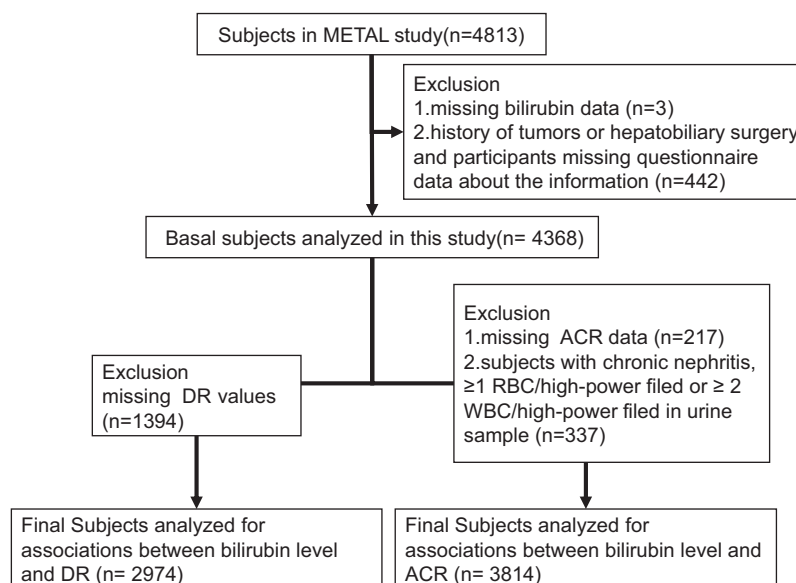 Subjects in METAL study(n=4813)
Exclusion
1.missing bilirubin data (n=3)
2.history of tumors or hepatobiliary surgery
and participants missing questionnaire
data about the information (n=442)
Basal subjects analyzed in this study(n= 4368)
Exclusion
missing DR values
(n=1394)
Exclusion
1.missing ACR data (n=217)
2.subjects with chronic nephritis,
≥1 RBC/high-power filed or ≥ 2
WBC/high-power filed in urine
sample (n=337)
Final Subjects analyzed for
associations between bilirubin level
and DR(n= 2974)
Final Subjects analyzed for
associations between bilirubin level and
ACR(n= 3814)